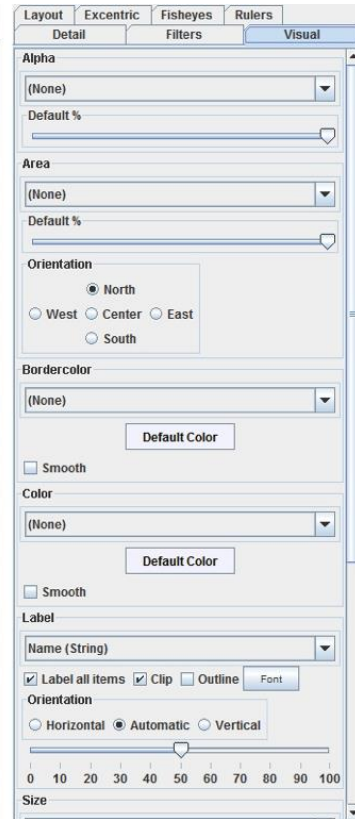 Layout Excentric Fisheyes Rulers
Detail Filters Visual
Alpha
(None)
Default %
Area
(None)
Default %
Orientation
North
West Center East
South
Bordercolor
(None)
Default Color
Smooth
Color
(None)
Default Color
Smooth
Label
Name (String)
Label all items Clip Outline Font
Orientation
Horizontal Automatic Vertical
0 10 20 30 40 50 60 70 80 90 100
Size